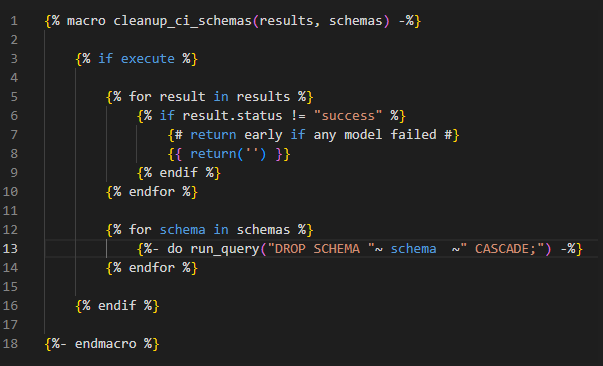 1 {% macro cleanup_ci_schemas(results, schemas) -%}
2
3 {% if execute %}
4
5 {% for result in results %}
6 {% if result.status != "success" %}
7 {# return early if any model failed #}
8 {{ return('') }}
9 {% endif %}
10 {% endfor %}
11
12 {% for schema in schemas %}
13 {%- do run_query("DROP SCHEMA "~ schema  ~" CASCADE;") -%}
14 {% endfor %}
15
16 {% endif %}
17
18 {%- endmacro %}